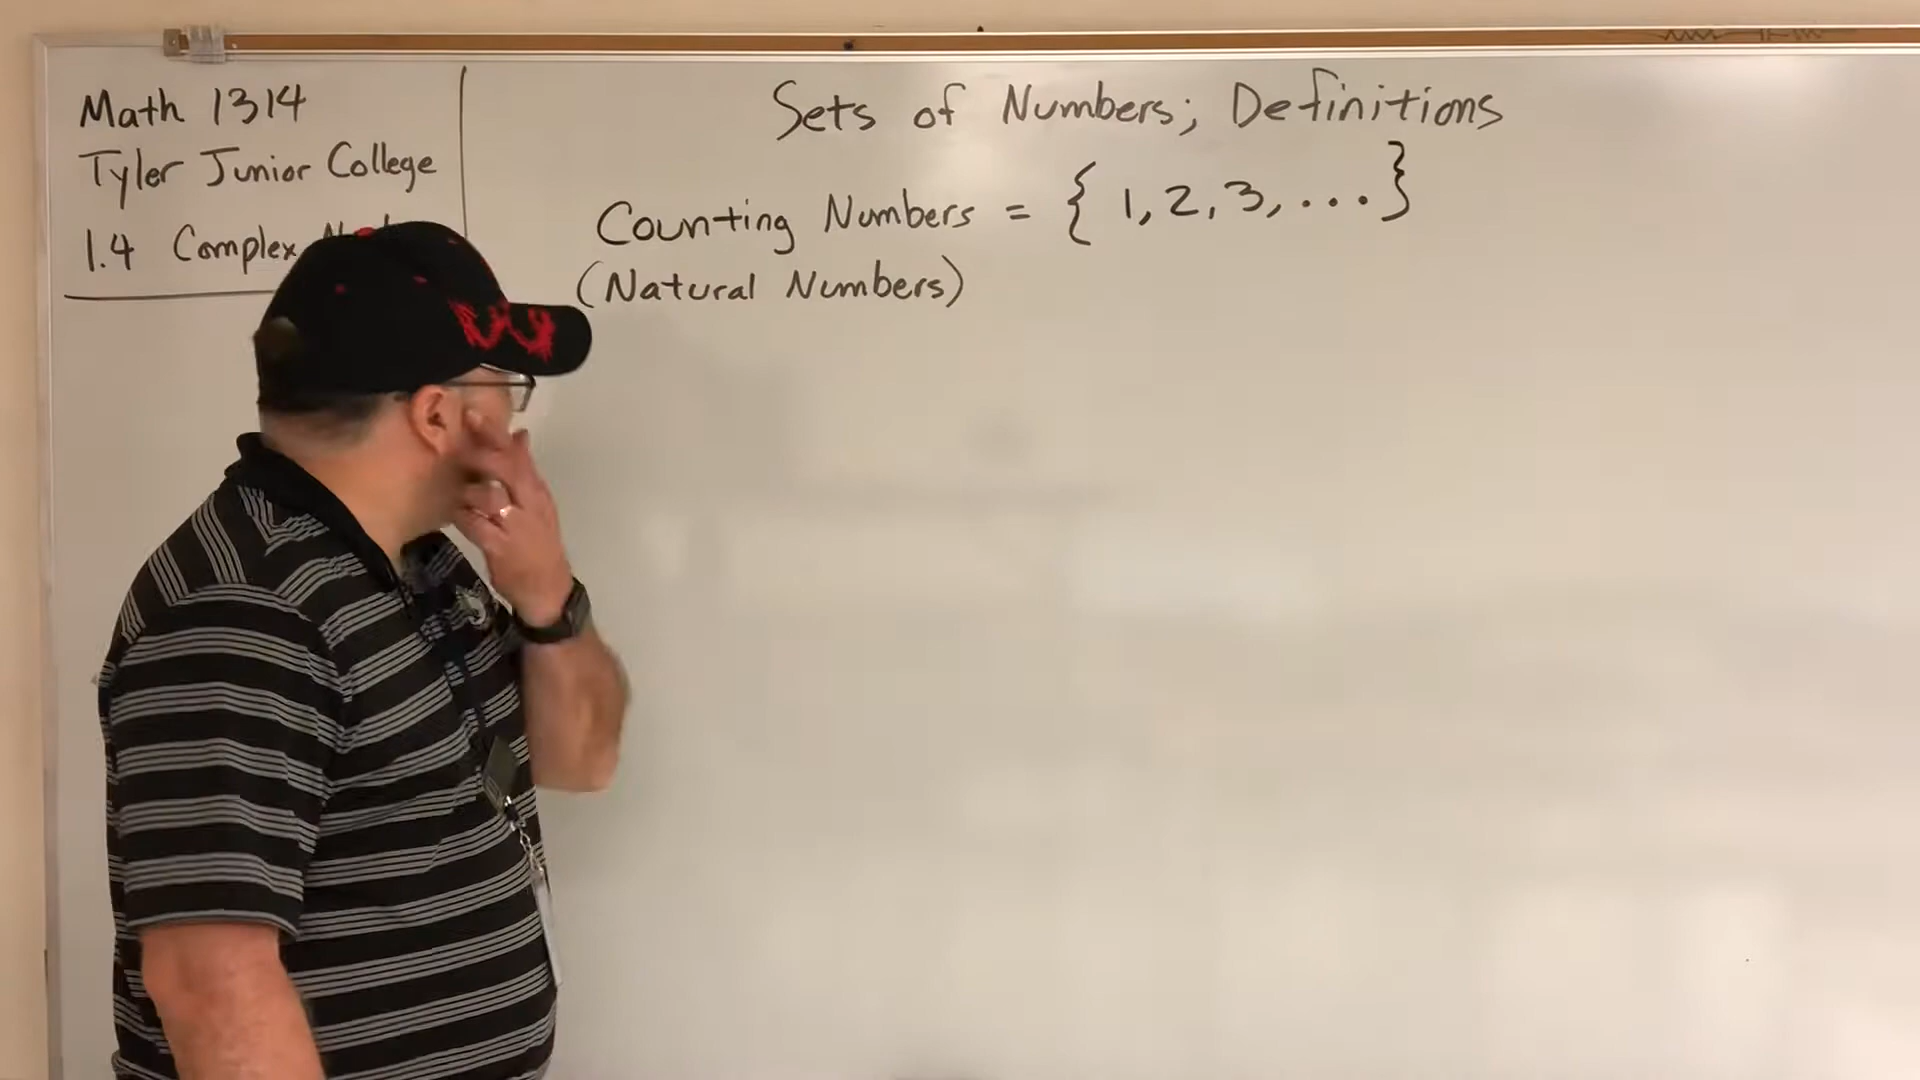 Math 1314
Tyler Junior College
1.4 Complex
Sets of Numbers; Definitions
Counting Numbers = { 1, 2, 3, ... }
(Natural Numbers)